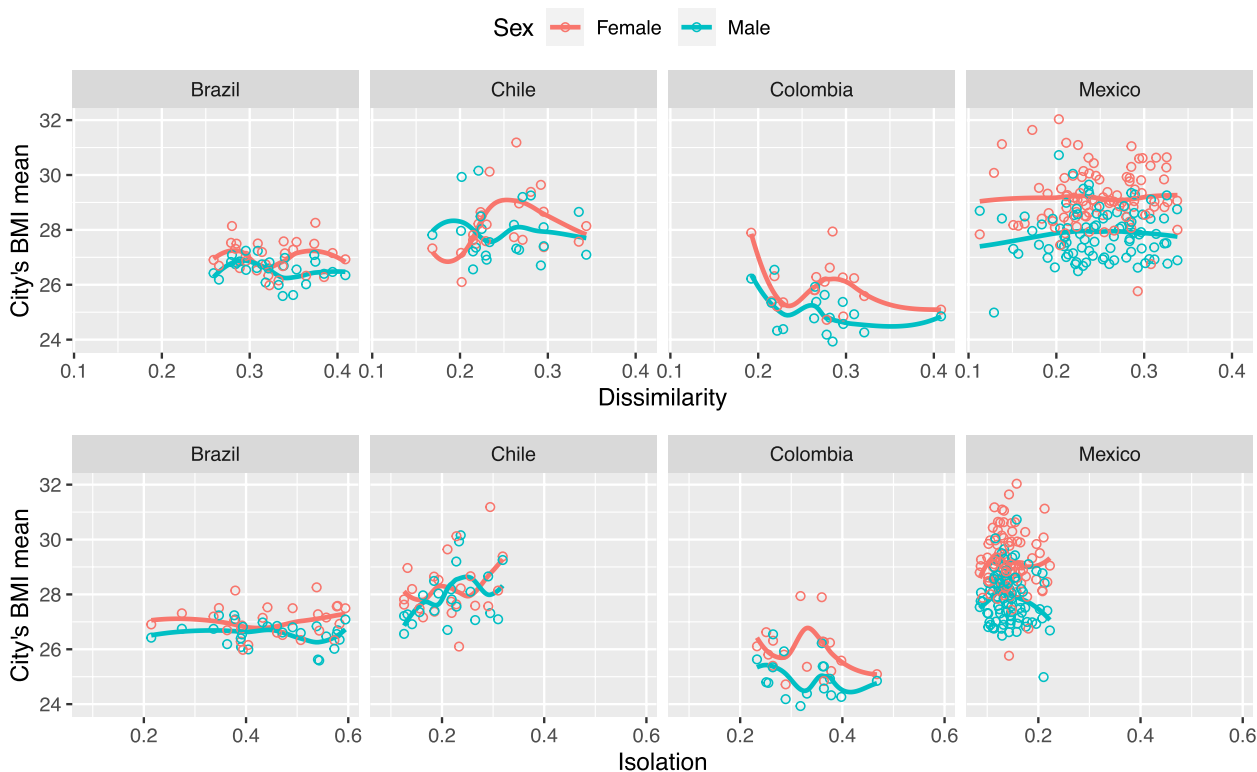 Sex Female Male
Brazil Chile Colombia Mexico
City's BMI mean
32
30
28
26
24
0.1 0.2 0.3 0.4 0.1 0.2 0.3 0.4 0.1 0.2 0.3 0.4 0.1 0.2 0.3 0.4
Dissimilarity
Brazil Chile Colombia Mexico
City's BMI mean
32
30
28
26
24
0.2 0.4 0.6 0.2 0.4 0.6 0.2 0.4 0.6 0.2 0.4 0.6
Isolation